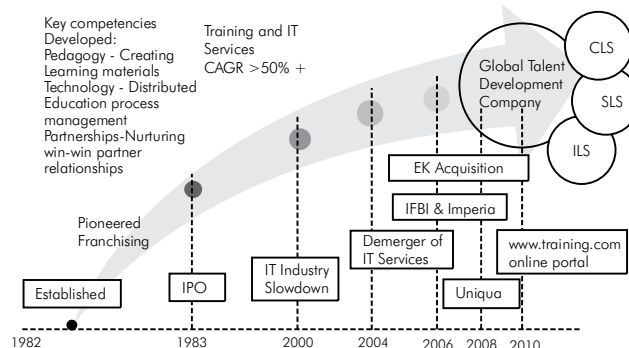 Key competencies
Developed:
Pedagogy - Creating
Learning materials
Technology - Distributed
Education process
management
Partnerships-Nurturing
win-win partner
relationships
Training and IT
Services
CAGR >50% +
Global Talent
Development
Company
CLS
SLS
ILS
Pioneered
Franchising
EK Acquisition
IFBI & Imperia
Demerger of
IT Services
www.training.com
online portal
IT Industry
Slowdown
Established
IPO
Uniqua
1982
1983
2000
2004
2006
2008
2010